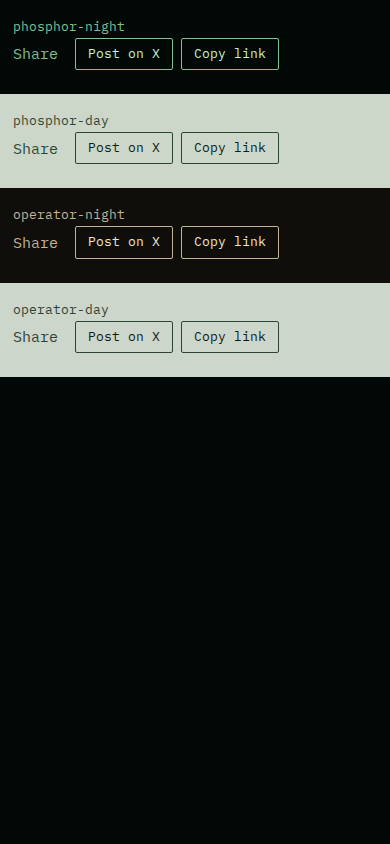 phosphor-night
Share Post on X Copy link
phosphor-day
Share Post on X Copy link
operator-night
Share Post on X Copy link
operator-day
Share Post on X Copy link